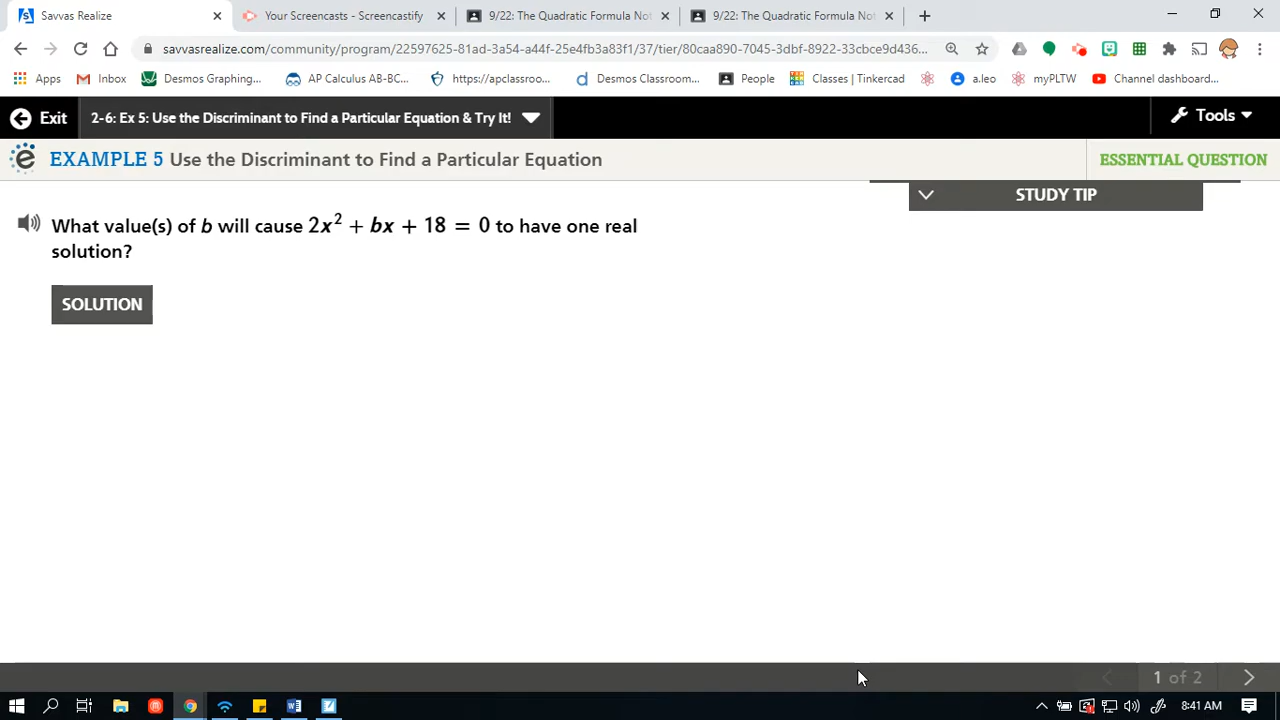 Savvas Realize
Your Screencasts - Screencastify
9/22: The Quadratic Formula Not
9/22: The Quadratic Formula Not
savvasrealize.com/community/program/22597625-81ad-3a54-a44f-25e4fb3a83f1/37/tier/80caa890-7045-3dbf-8922-33cbce9d436...
Apps
Inbox
Desmos Graphing...
AP Calculus AB-BC...
https://apclassroo...
Desmos Classroom...
People
Classes | Tinkercad
a.leo
myPLTW
Channel dashboard...
Exit
2-6: Ex 5: Use the Discriminant to Find a Particular Equation & Try It!
Tools
EXAMPLE 5 Use the Discriminant to Find a Particular Equation
ESSENTIAL QUESTION
STUDY TIP
What value(s) of b will cause 2x² + bx + 18 = 0 to have one real
solution?
SOLUTION
1 of 2
8:41 AM